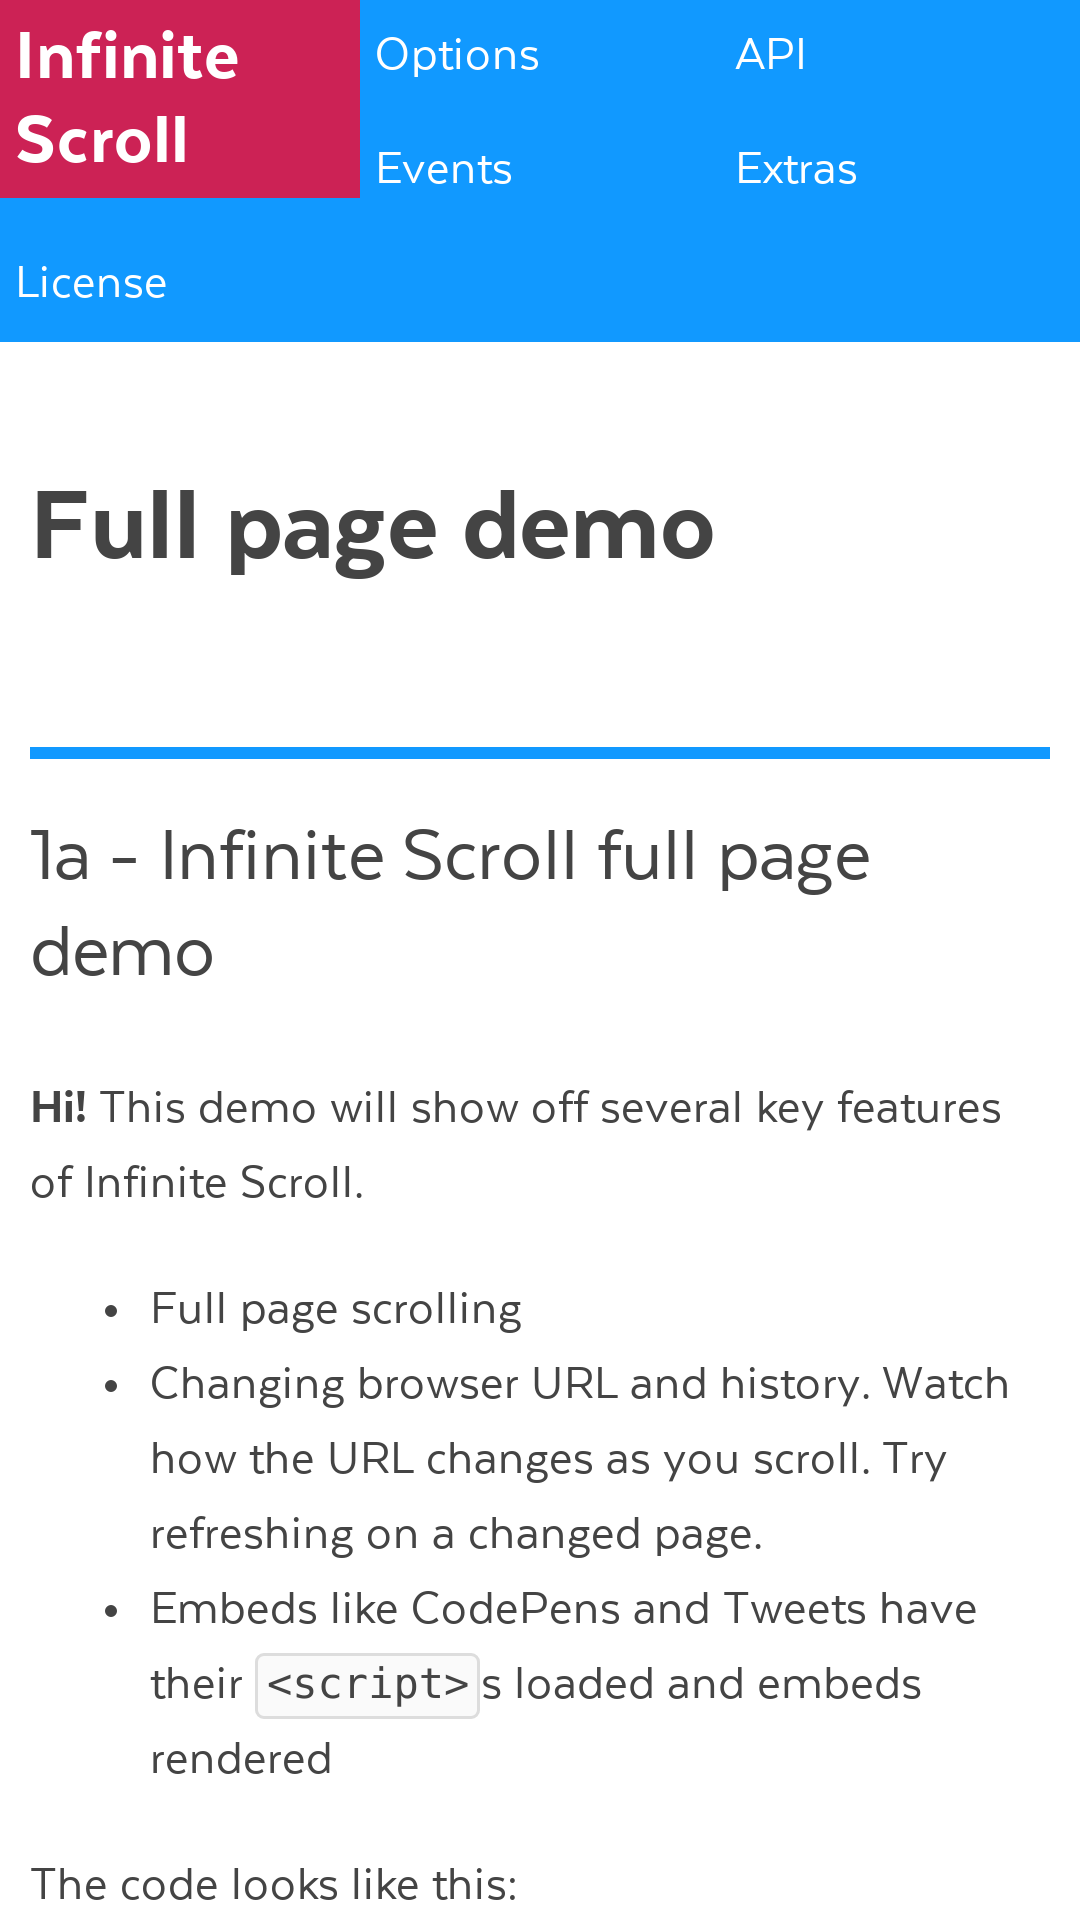 Infinite
Scroll
Options
API
Events
Extras
License
Full page demo
1a - Infinite Scroll full page
demo
Hi! This demo will show off several key features
of Infinite Scroll.
• Full page scrolling
• Changing browser URL and history. Watch
how the URL changes as you scroll. Try
refreshing on a changed page.
• Embeds like CodePens and Tweets have
their <script>s loaded and embeds
rendered
The code looks like this: